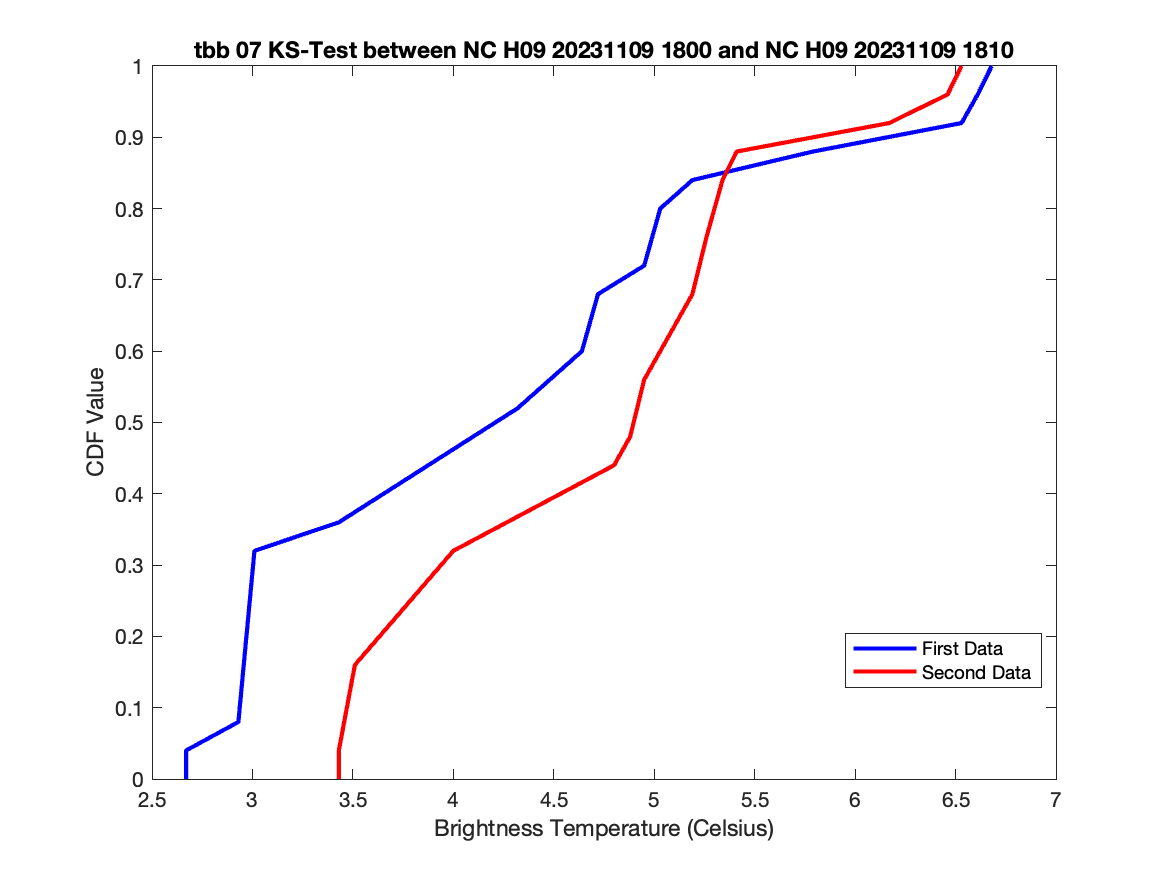 tbb 07 KS-Test between NC H09 20231109 1800 and NC H09 20231109 1810
1
0.9
0.8
0.7
0.6
0.5
0.4
0.3
0.2
0.1
0
CDF Value
First Data
Second Data
2.5 3 3.5 4 4.5 5 5.5 6 6.5 7
Brightness Temperature (Celsius)